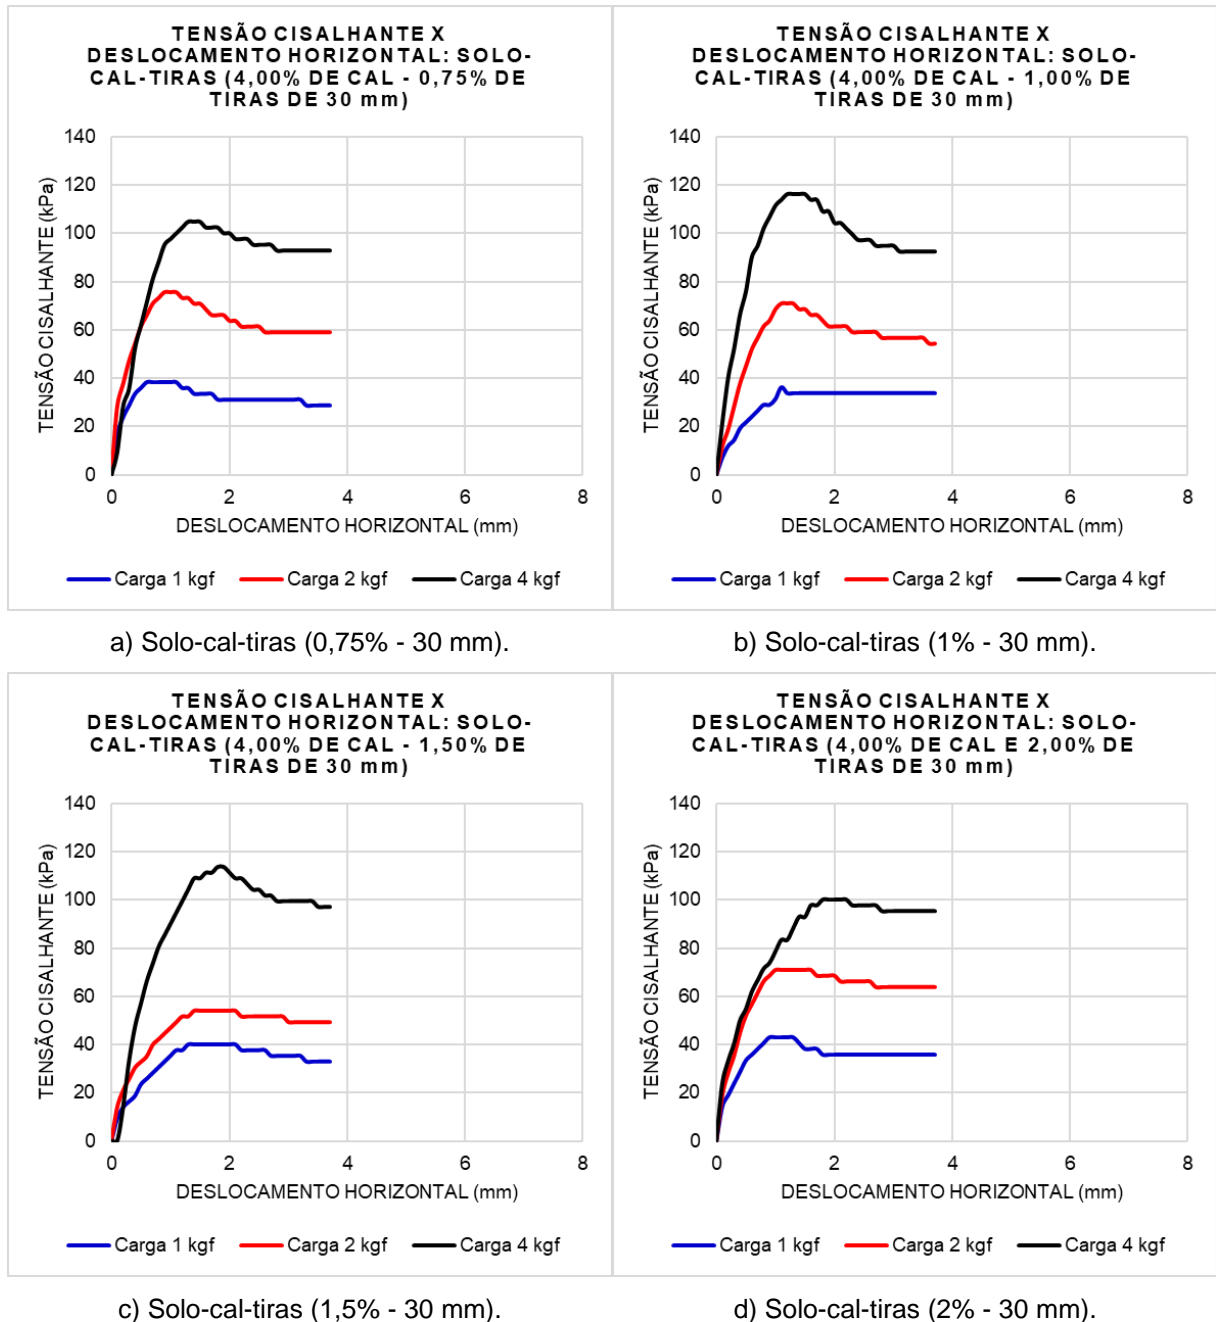 TENSÃO CISALHANTE X
DESLOCAMENTO HORIZONTAL: SOLO-
CAL-TIRAS (4,00% DE CAL - 0,75% DE
TIRAS DE 30 mm)
140
120
100
80
60
40
20
0
TENSÃO CISALHANTE (kPa)
0 2 4 6 8
DESLOCAMENTO HORIZONTAL (mm)
Carga 1 kgf Carga 2 kgf Carga 4 kgf
a) Solo-cal-tiras (0,75% - 30 mm).
TENSÃO CISALHANTE X
DESLOCAMENTO HORIZONTAL: SOLO-
CAL-TIRAS (4,00% DE CAL - 1,00% DE
TIRAS DE 30 mm)
140
120
100
80
60
40
20
0
TENSÃO CISALHANTE (kPa)
0 2 4 6 8
DESLOCAMENTO HORIZONTAL (mm)
Carga 1 kgf Carga 2 kgf Carga 4 kgf
b) Solo-cal-tiras (1% - 30 mm).
TENSÃO CISALHANTE X
DESLOCAMENTO HORIZONTAL: SOLO-
CAL-TIRAS (4,00% DE CAL - 1,50% DE
TIRAS DE 30 mm)
140
120
100
80
60
40
20
0
TENSÃO CISALHANTE (kPa)
0 2 4 6 8
DESLOCAMENTO HORIZONTAL (mm)
Carga 1 kgf Carga 2 kgf Carga 4 kgf
c) Solo-cal-tiras (1,5% - 30 mm).
TENSÃO CISALHANTE X
DESLOCAMENTO HORIZONTAL: SOLO-
CAL-TIRAS (4,00% DE CAL E 2,00% DE
TIRAS DE 30 mm)
140
120
100
80
60
40
20
0
TENSÃO CISALHANTE (kPa)
0 2 4 6 8
DESLOCAMENTO HORIZONTAL (mm)
Carga 1 kgf Carga 2 kgf Carga 4 kgf
d) Solo-cal-tiras (2% - 30 mm).